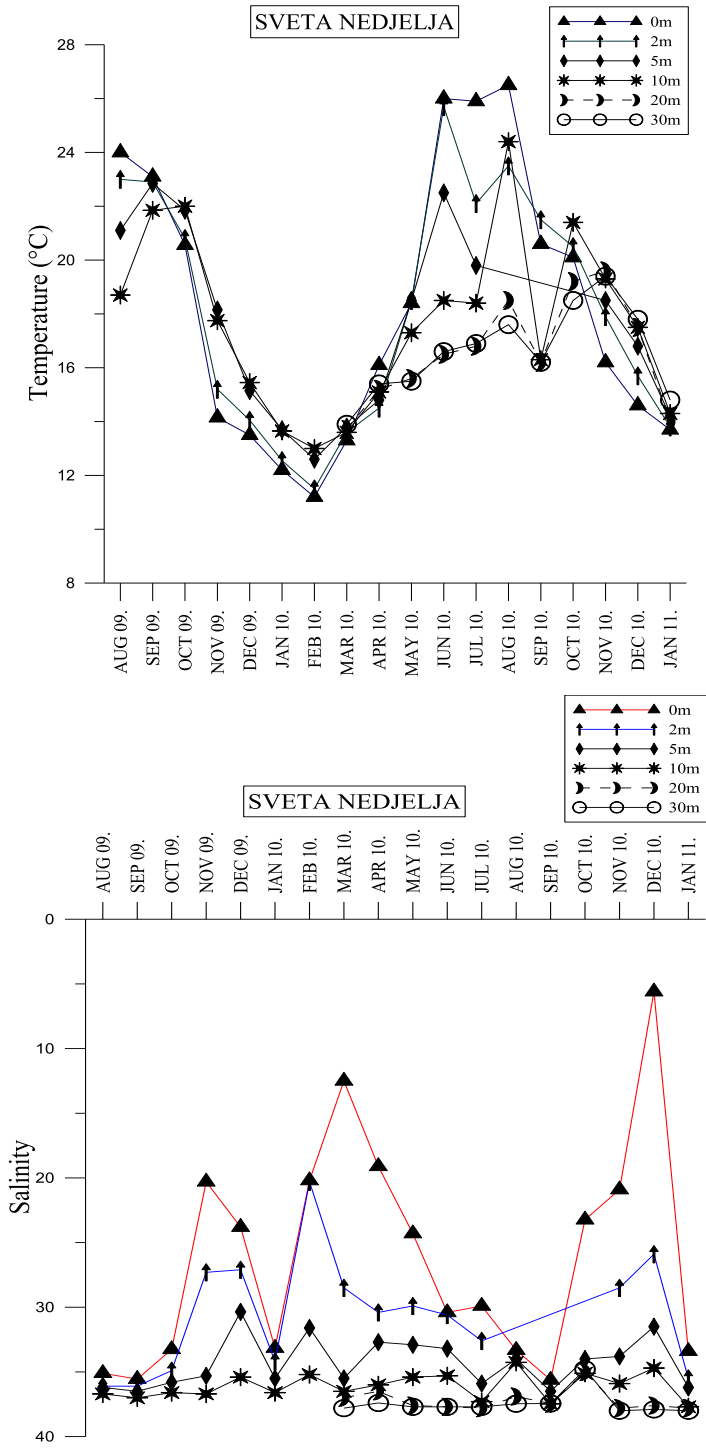 SVETA NEDJELJA
0m
2m
5m
10m
20m
30m
28
24
20
16
12
8
Temperature (°C)
AUG 09.
SEP 09.
OCT 09.
NOV 09.
DEC 09.
JAN 10.
FEB 10.
MAR 10.
APR 10.
MAY 10.
JUN 10.
JUL 10.
AUG 10.
SEP 10.
OCT 10.
NOV 10.
DEC 10.
JAN 11.
0m
2m
5m
10m
20m
30m
SVETA NEDJELJA
AUG 09.
SEP 09.
OCT 09.
NOV 09.
DEC 09.
JAN 10.
FEB 10.
MAR 10.
APR 10.
MAY 10.
JUN 10.
JUL 10.
AUG 10.
SEP 10.
OCT 10.
NOV 10.
DEC 10.
JAN 11.
0
10
20
30
40
Salinity